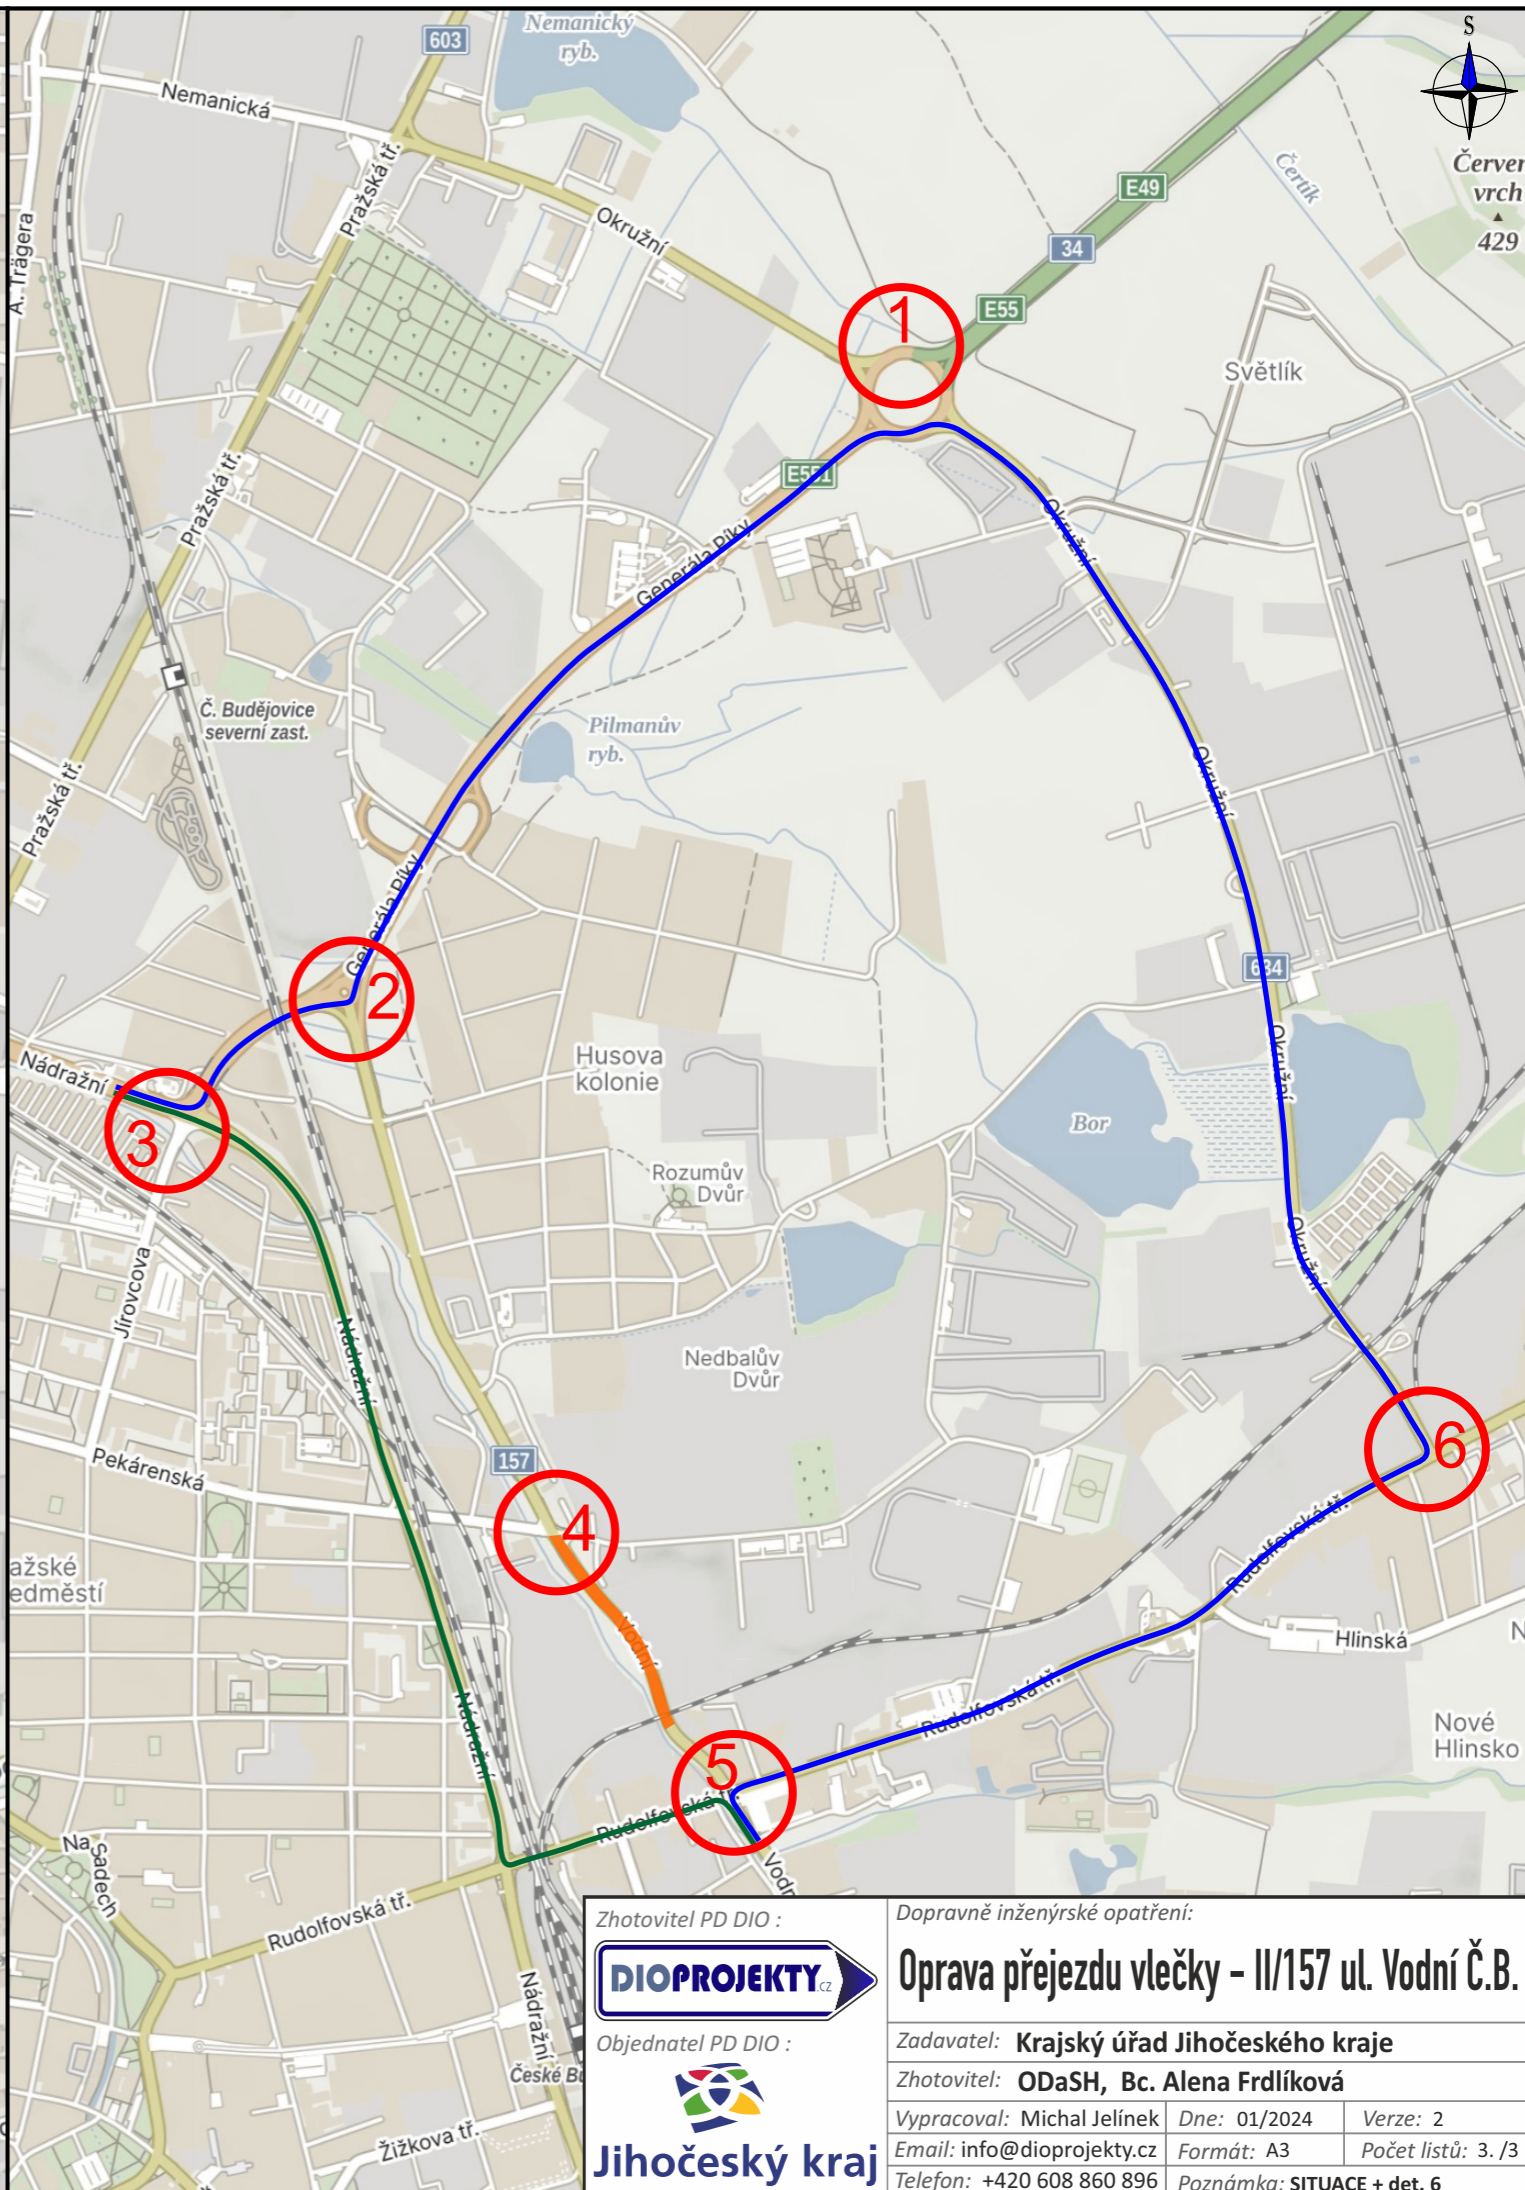 Nemanický
ryb.
603
S
Nemanická
Pražská tř.
Čertík
E49
vrch
429
A. Trägera
Okružní
34
E55
1
Světlík
Pražská tř.
E551
Okružní
Generála Píky
Č. Budějovice
severní zast.
Pilmanův
ryb.
Okružní
Pražská tř.
Generála Píky
2
634
Husova
kolonie
Okružní
Nádražní
Bor
3
Rozumův
Dvůr
Okružní
Jírovcova
Nádražní
Nedbalův
Dvůr
6
Pekárenská
157
4
Rudolfovská tř.
ažské
edměstí
Vodní
Hlinská
N
Nádražní
Rudolfovská tř.
Nové
Hlinsko
5
Rudolfovská tř.
Na Sadech
Vodn
Rudolfovská tř.
Nádražní
České Bu
Žižkova tř.
Zhotovitel PD DIO :
DIOPROJEKTY.cz
Objednatel PD DIO :
Jihočeský kraj
Dopravně inženýrské opatření:
Oprava přejezdu vlečky – II/157 ul. Vodní Č.B.
Zadavatel: Krajský úřad Jihočeského kraje
Zhotovitel: ODaSH, Bc. Alena Frdlíková
Vypracoval: Michal Jelínek Dne: 01/2024 Verze: 2
Email: info@dioprojekty.cz Formát: A3 Počet listů: 3. /3
Telefon: +420 608 860 896 Poznámka: SITUACE + det. 6